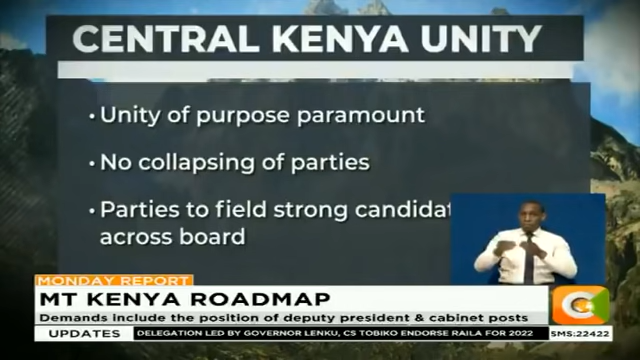 CENTRAL KENYA UNITY
• Unity of purpose paramount
• No collapsing of parties
• Parties to field strong candidat
across board
MONDAY REPORT
MT KENYA ROADMAP
Demands include the position of deputy president & cabinet posts
UPDATES DELEGATION LED BY GOVERNOR LENKU, CS TOBIKO ENDORSE RAILA FOR 2022 SMS:22422